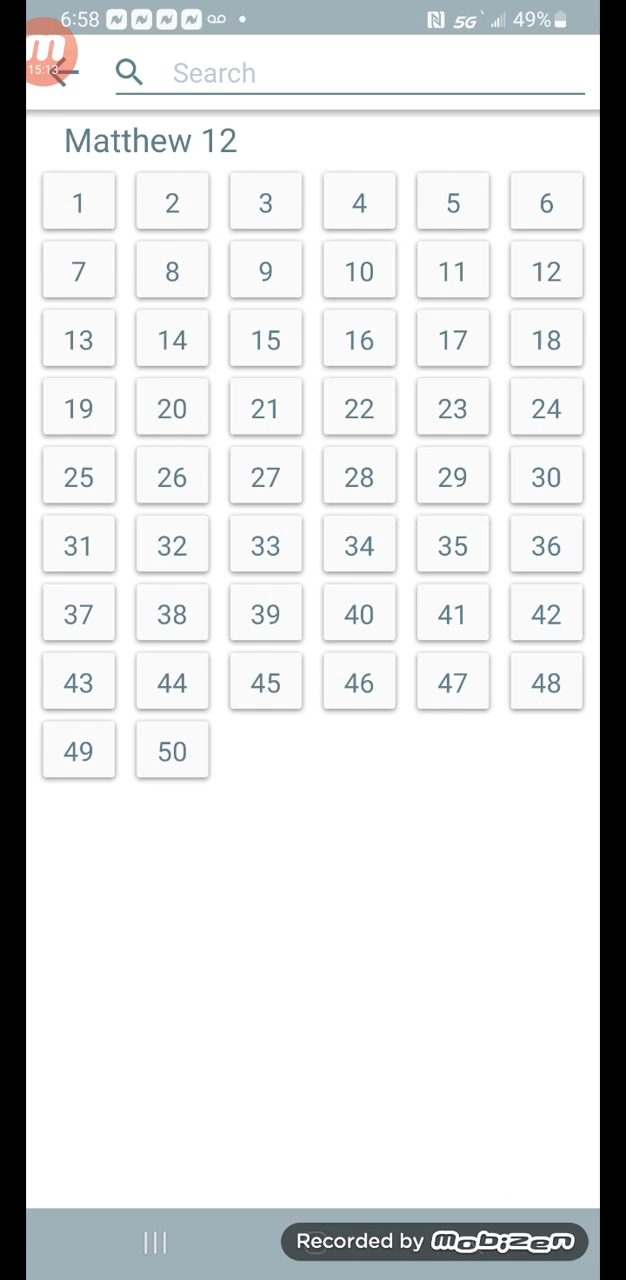 6:58 5G 49%
15:13
Search
Matthew 12
1 2 3 4 5 6
7 8 9 10 11 12
13 14 15 16 17 18
19 20 21 22 23 24
25 26 27 28 29 30
31 32 33 34 35 36
37 38 39 40 41 42
43 44 45 46 47 48
49 50
Recorded by mobizen